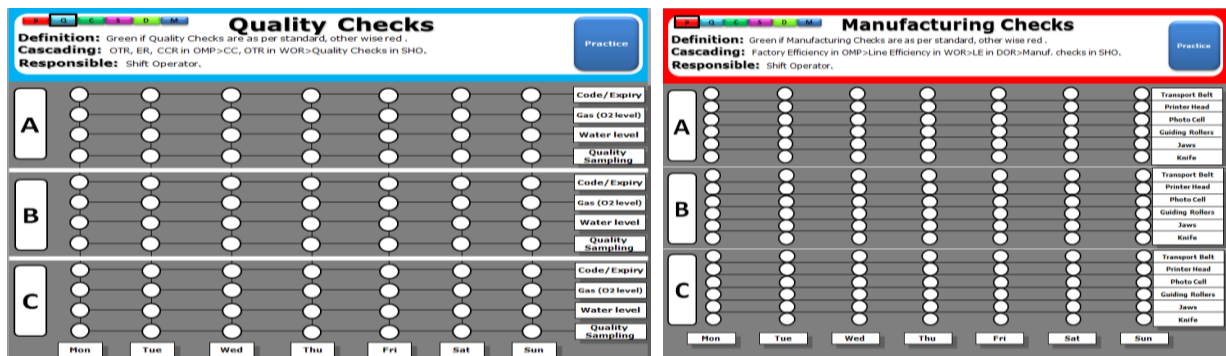 P Q C S D M
Quality Checks
Definition: Green if Quality Checks are as per standard, other wise red .
Cascading: OTR, ER, CCR in OMP>CC, OTR in WOR>Quality Checks in SHO.
Responsible: Shift Operator.
Practice
A
Code/Expiry
Gas (O2 level)
Water level
Quality
Sampling
B
Code/Expiry
Gas (O2 level)
Water level
Quality
Sampling
C
Code/Expiry
Gas (O2 level)
Water level
Quality
Sampling
Mon Tue Wed Thu Fri Sat Sun
P Q C S D M
Manufacturing Checks
Definition: Green if Manufacturing Checks are as per standard, other wise red .
Cascading: Factory Efficiency in OMP>Line Efficiency in WOR>LE in DOR>Manuf. checks in SHO.
Responsible: Shift Operator.
Practice
A
Transport Belt
Printer Head
Photo Cell
Guiding Rollers
Jaws
Knife
B
Transport Belt
Printer Head
Photo Cell
Guiding Rollers
Jaws
Knife
C
Transport Belt
Printer Head
Photo Cell
Guiding Rollers
Jaws
Knife
Mon Tue Wed Thu Fri Sat Sun